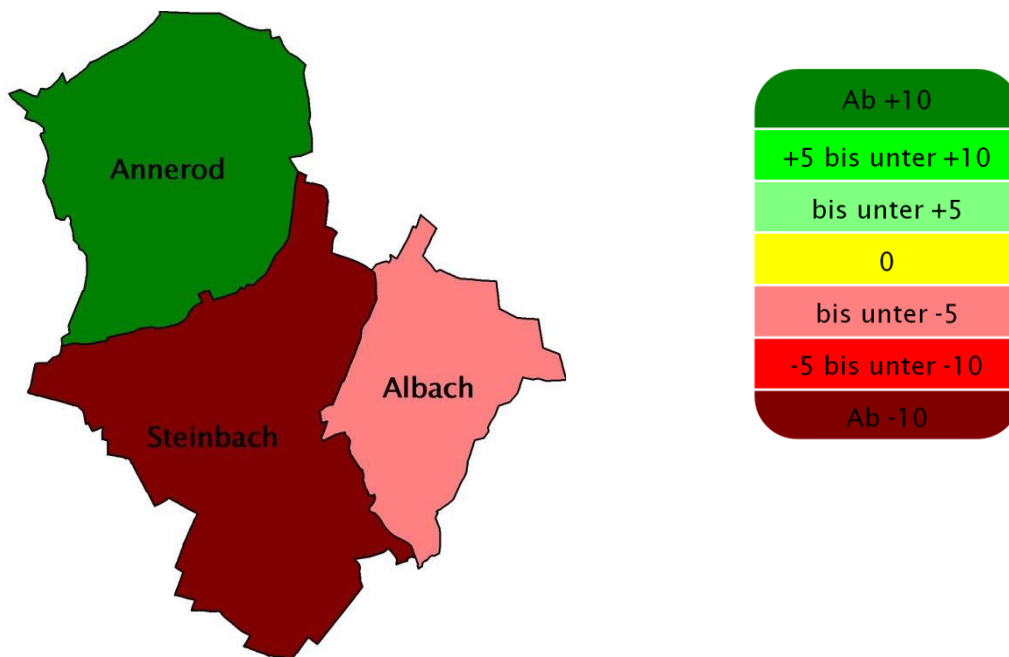 Annerod
Steinbach
Albach
Ab +10
+5 bis unter +10
bis unter +5
0
bis unter -5
-5 bis unter -10
Ab -10